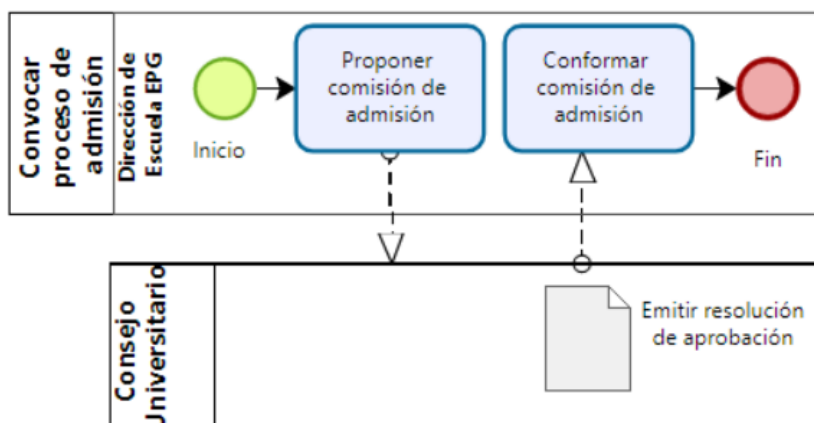 Convocar
proceso de
admisión
Dirección de
Escuela EPG
Inicio
Proponer
comisión de
admisión
Conformar
comisión de
admisión
Fin
Consejo
Universitario
Emitir resolución
de aprobación